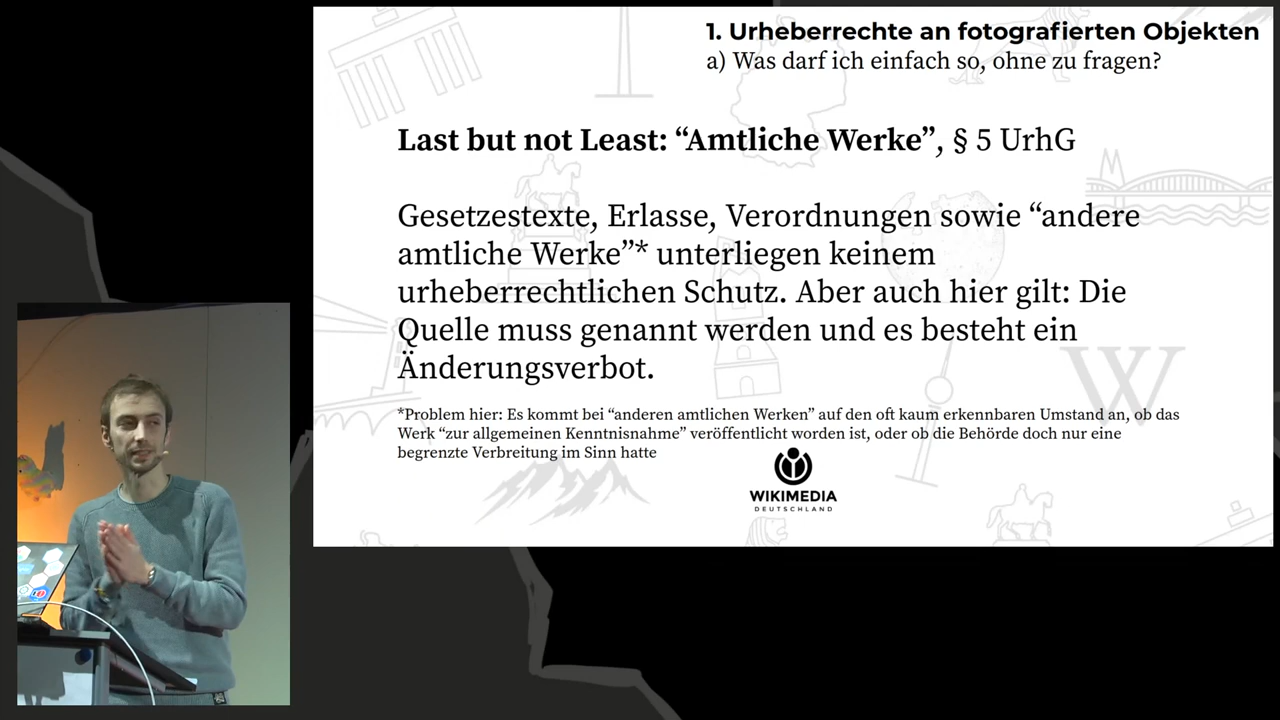 1. Urheberrechte an fotografierten Objekten
a) Was darf ich einfach so, ohne zu fragen?
Last but not Least: “Amtliche Werke”, § 5 UrhG
Gesetzestexte, Erlasse, Verordnungen sowie “andere
amtliche Werke”* unterliegen keinem
urheberrechtlichen Schutz. Aber auch hier gilt: Die
Quelle muss genannt werden und es besteht ein
Änderungsverbot.
*Problem hier: Es kommt bei “anderen amtlichen Werken” auf den oft kaum erkennbaren Umstand an, ob das
Werk “zur allgemeinen Kenntnisnahme” veröffentlicht worden ist, oder ob die Behörde doch nur eine
begrenzte Verbreitung im Sinn hatte
W
WIKIMEDIA
DEUTSCHLAND